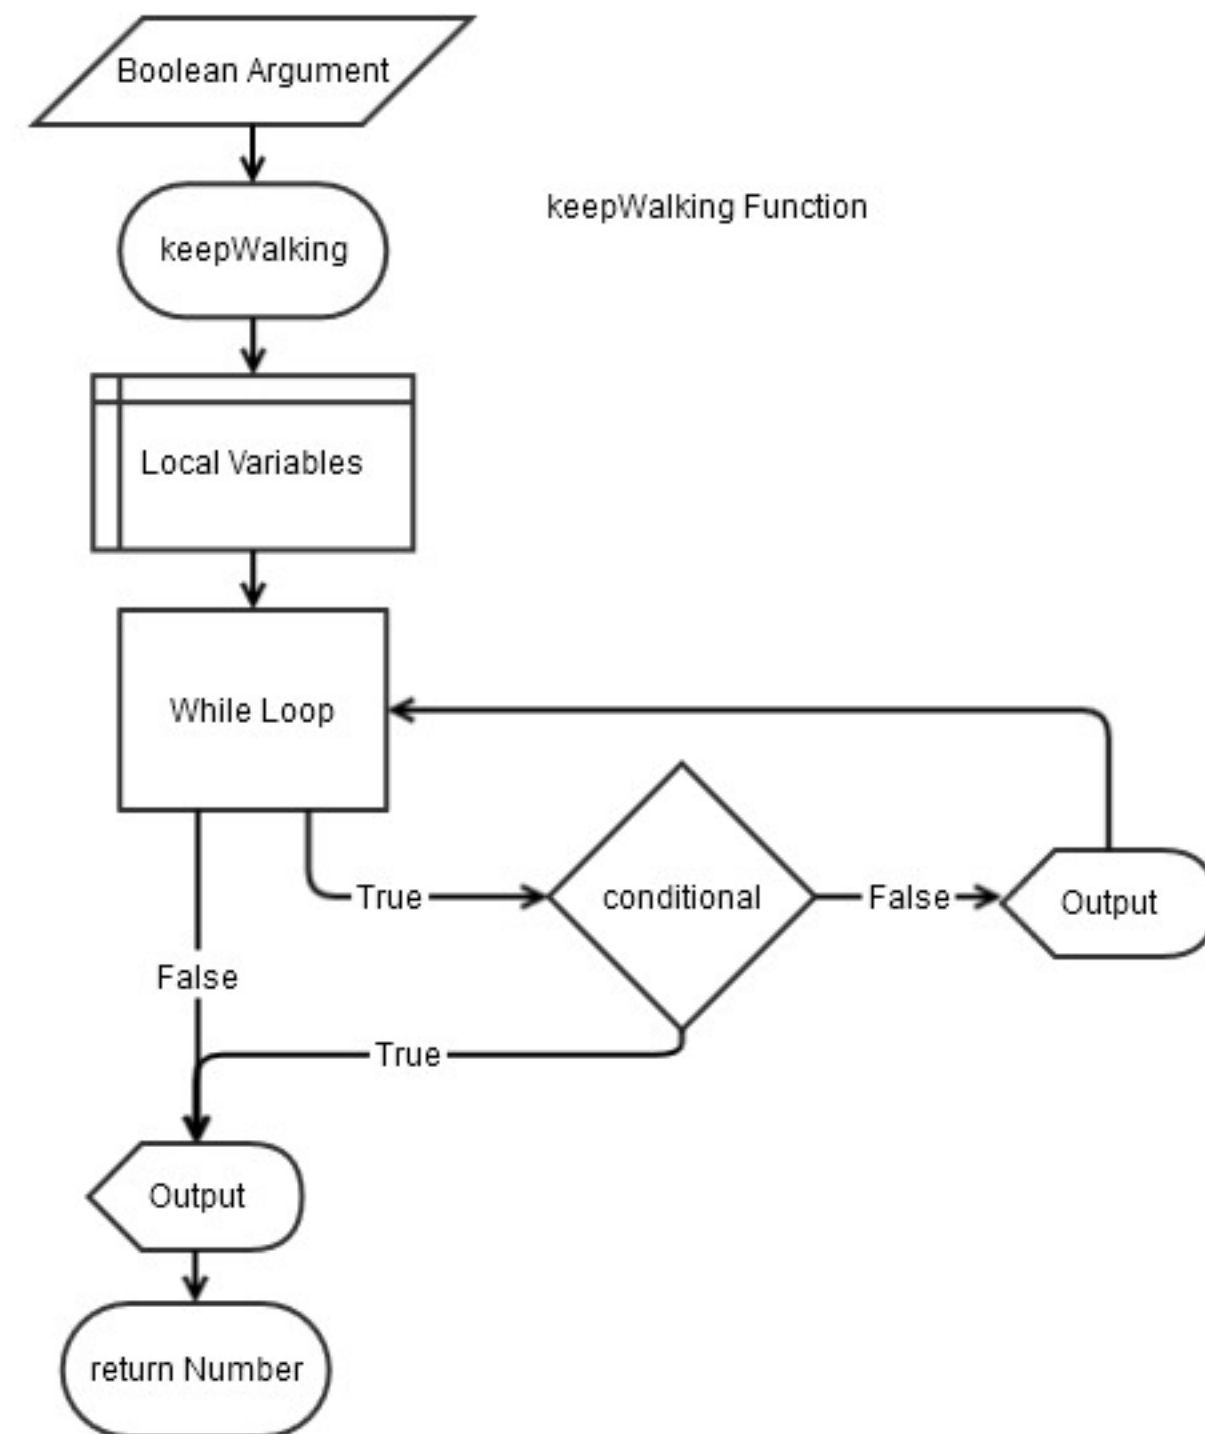 Boolean Argument
keepWalking
keepWalking Function
Local Variables
While Loop
True
conditional
False
Output
False
True
Output
return Number